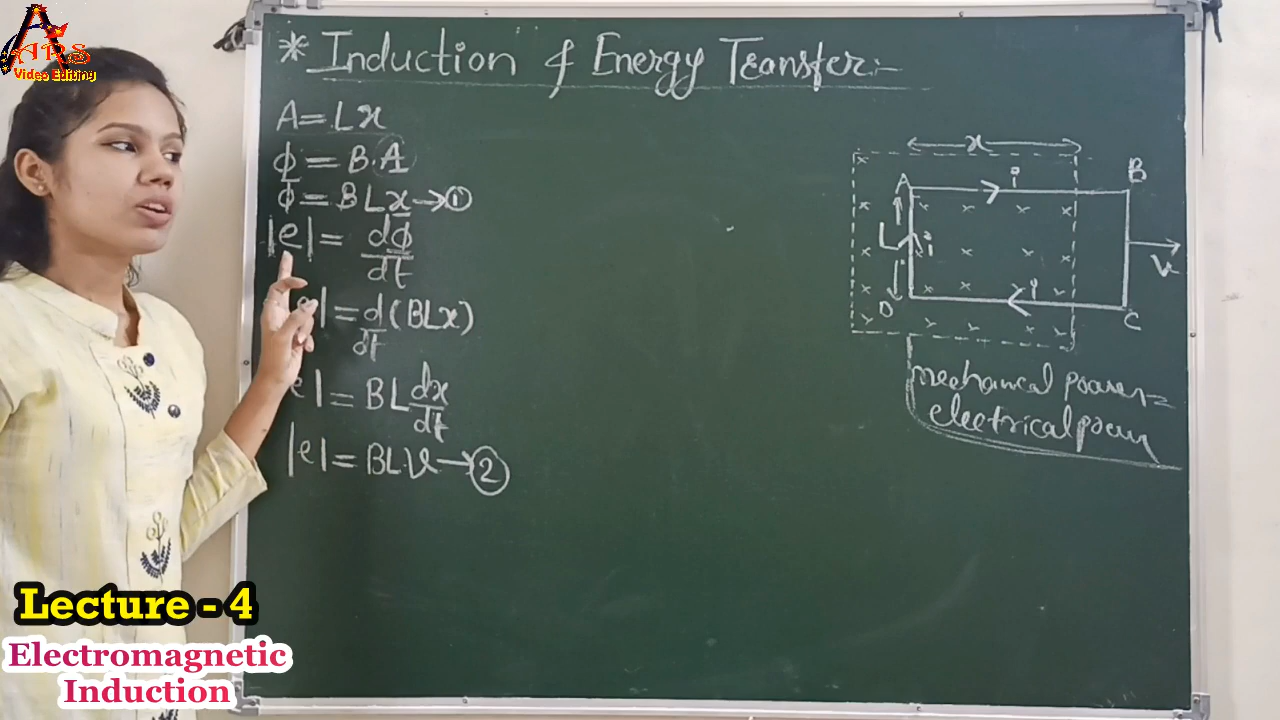 ARS
Video Editing
* Induction & Energy Transfer:-
A = Lx
ϕ = B.A
ϕ = BLx → ①
|e| = dϕ/dt
|e| = d/dt (BLx)
|e| = BL dx/dt
|e| = BLv → ②
x
A i B
L i v
D i C
mechanical power =
electrical power
Lecture - 4
Electromagnetic
Induction